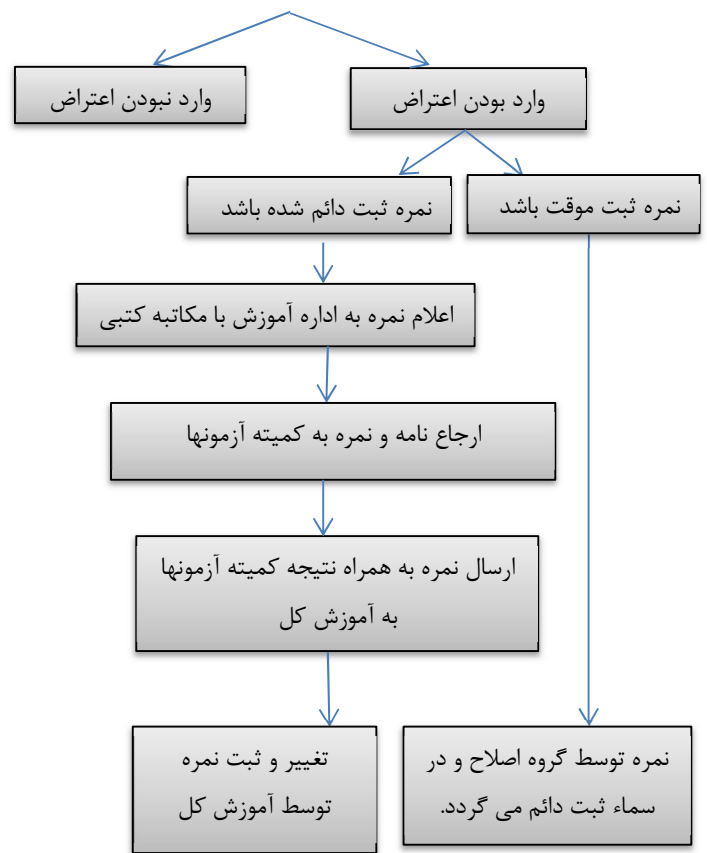 وارد بودن اعتراض
وارد نبودن اعتراض
نمره ثبت موقت باشد
نمره ثبت دائم شده باشد
اعلام نمره به اداره آموزش با مکاتبه کتبی
ارجاع نامه و نمره به کمیته آزمونها
ارسال نمره به همراه نتیجه کمیته آزمونها
به آموزش کل
نمره توسط گروه اصلاح و در
سماء ثبت دائم می گردد.
تغییر و ثبت نمره
توسط آموزش کل